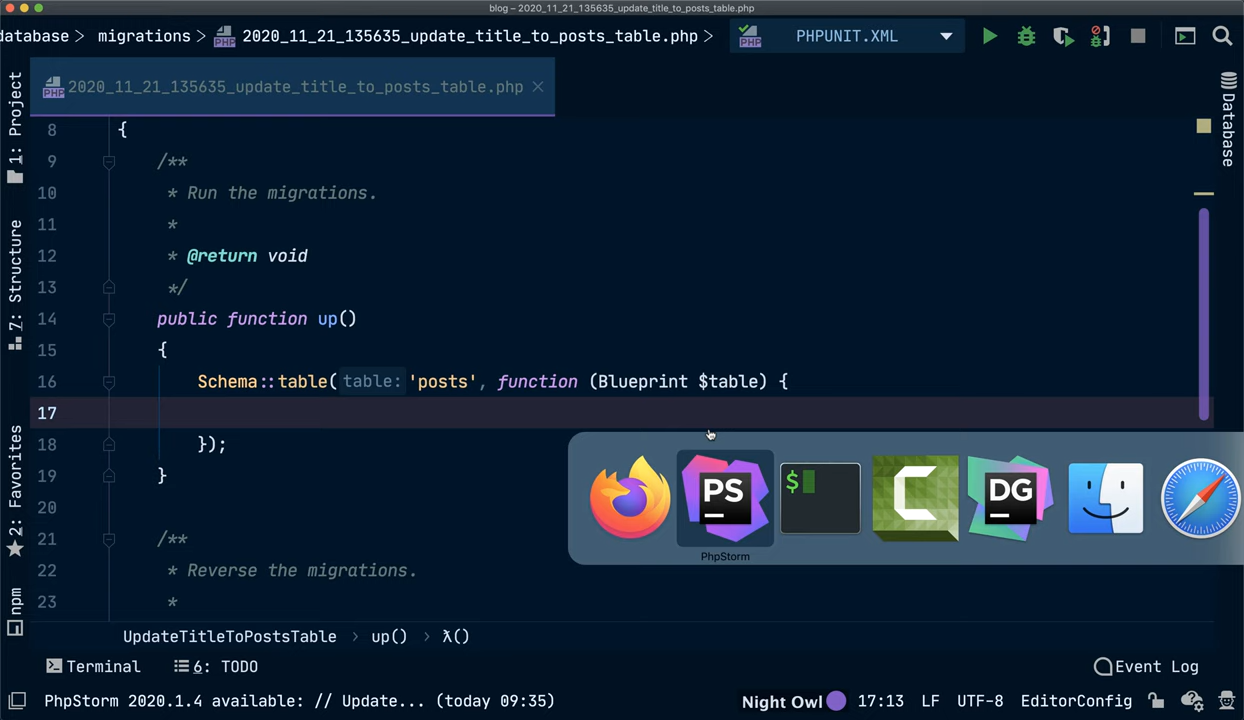 blog – 2020_11_21_135635_update_title_to_posts_table.php
database > migrations > 2020_11_21_135635_update_title_to_posts_table.php > PHPUNIT.XML
2020_11_21_135635_update_title_to_posts_table.php
1: Project
7: Structure
2: Favorites
npm
Database
8 {
9 /**
10 * Run the migrations.
11 *
12 * @return void
13 */
14 public function up()
15 {
16 Schema::table( table: 'posts', function (Blueprint $table) {
17
18 });
19 }
20
21 /**
22 * Reverse the migrations.
23 *
PS
$
C
DG
PhpStorm
UpdateTitleToPostsTable > up() > λ()
Terminal 6: TODO Event Log
PhpStorm 2020.1.4 available: // Update... (today 09:35) Night Owl 17:13 LF UTF-8 EditorConfig